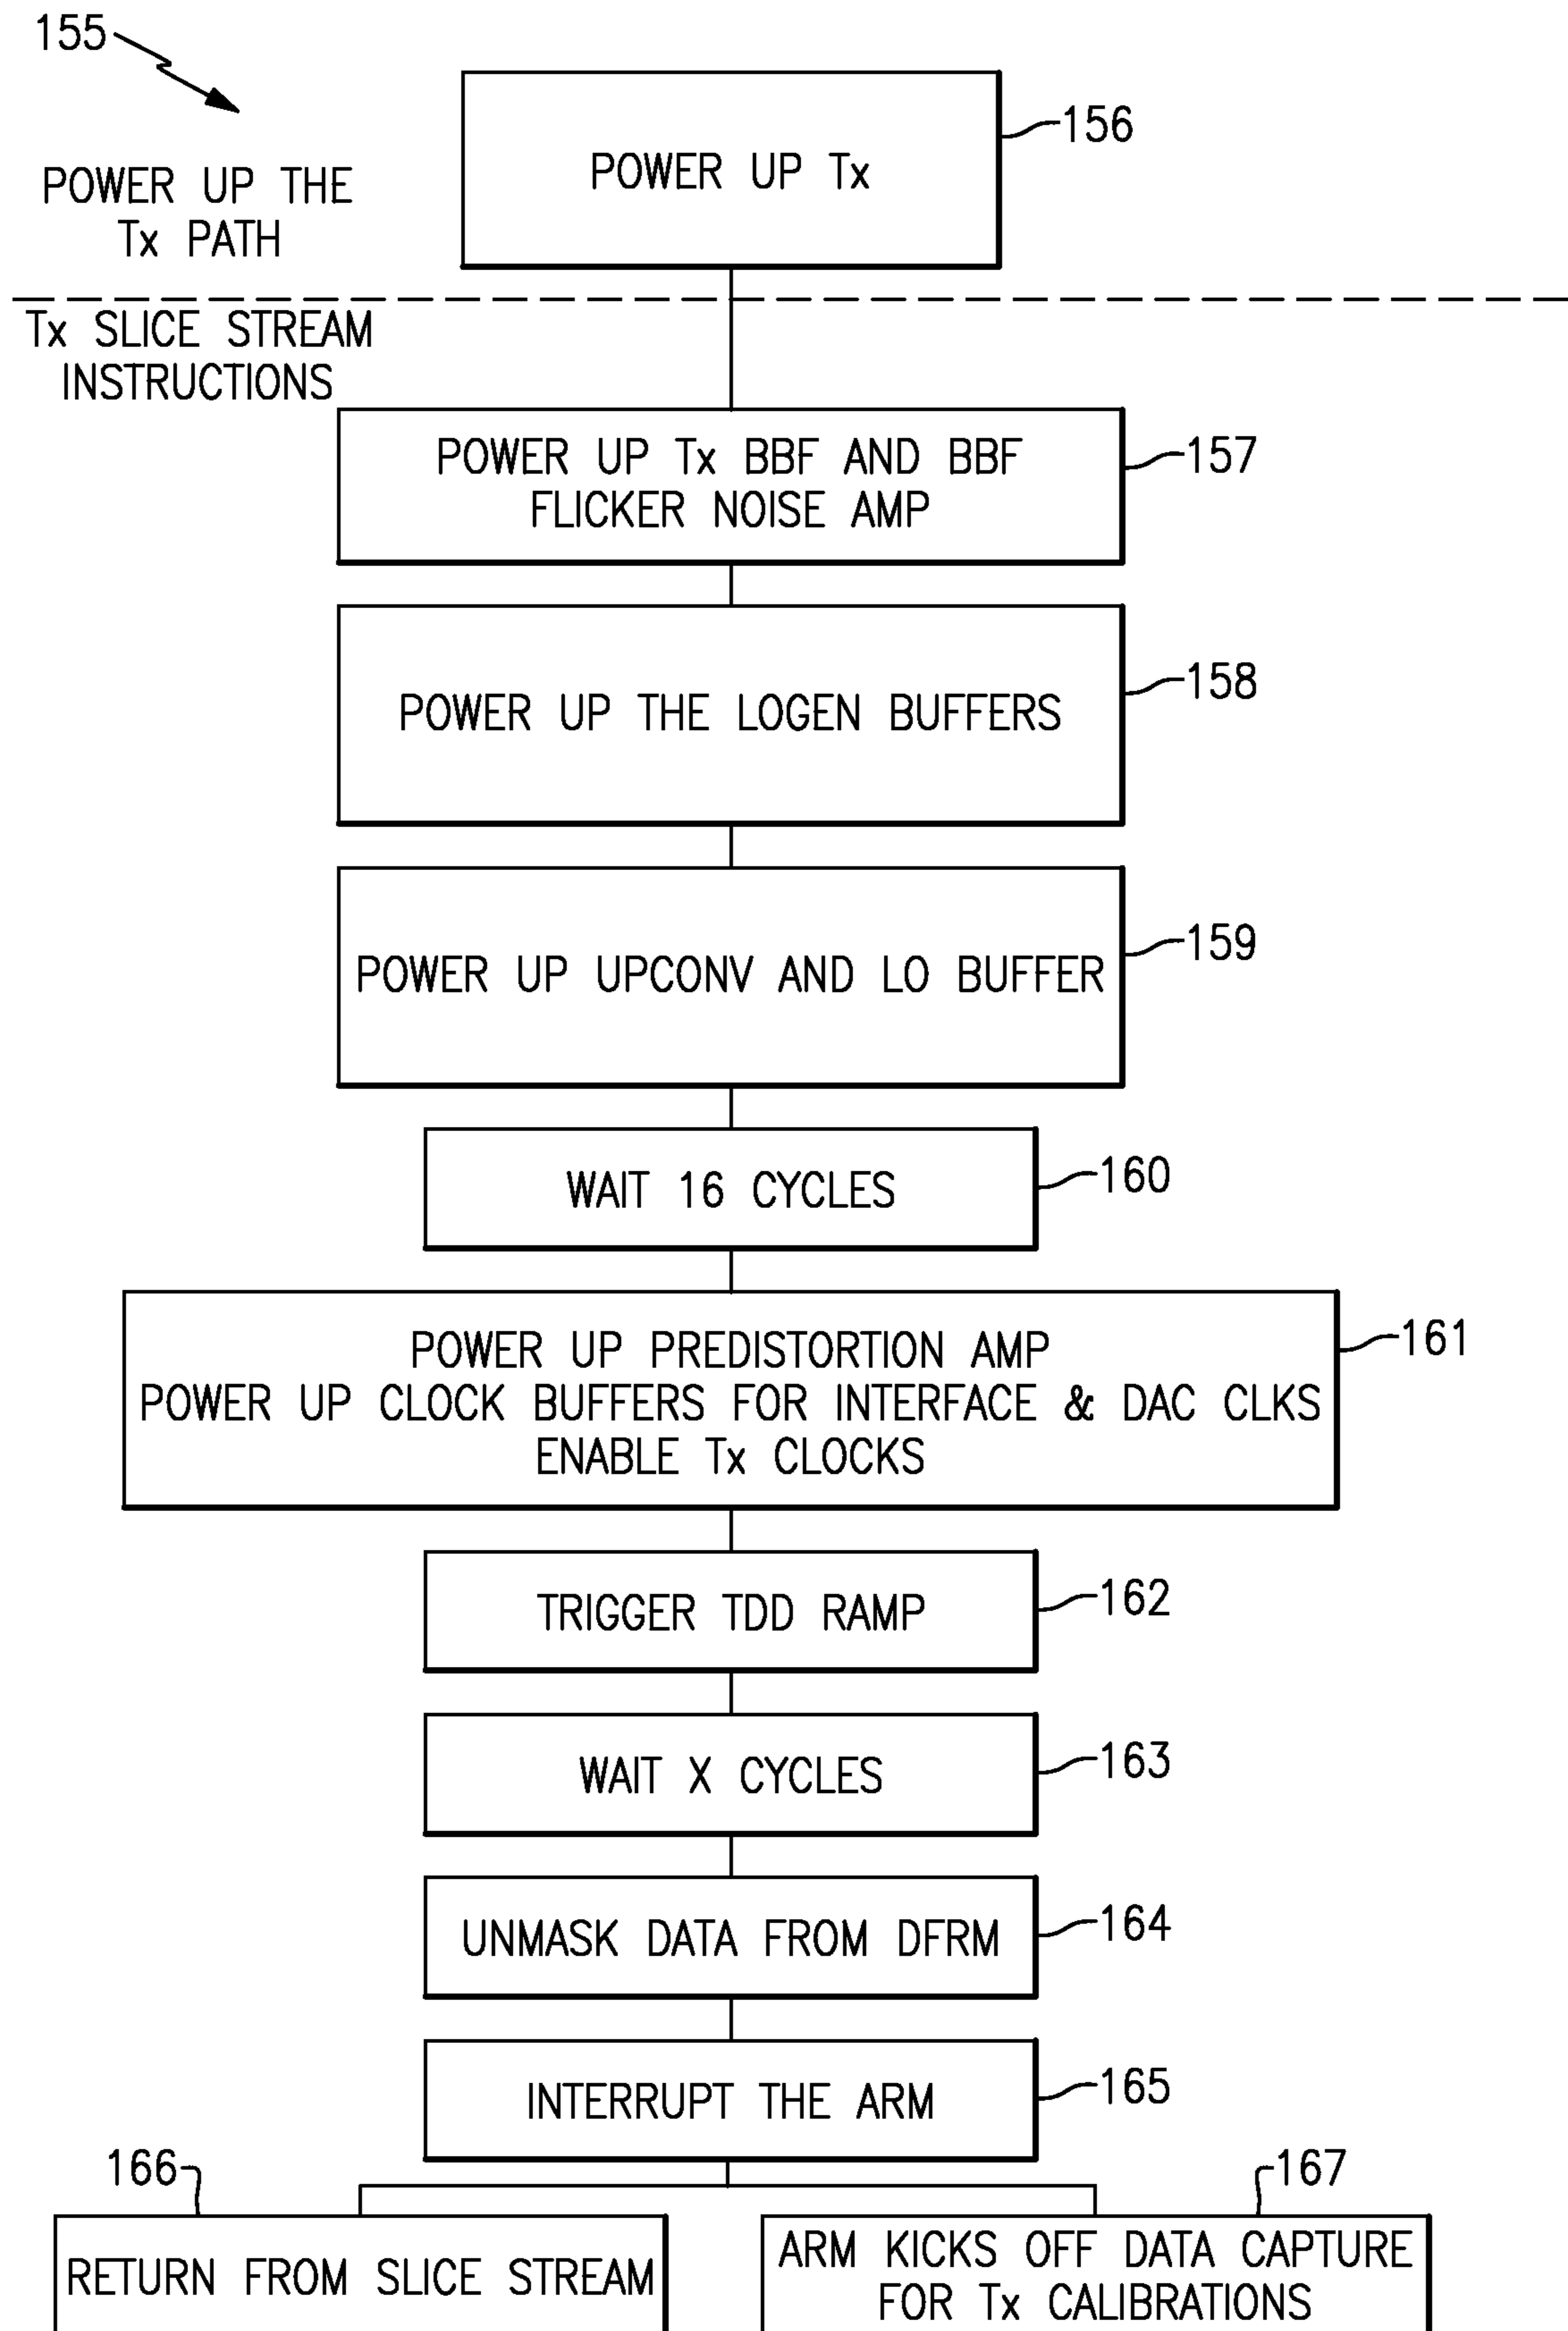 155
POWER UP THE
Tx PATH
POWER UP Tx
156
Tx SLICE STREAM
INSTRUCTIONS
POWER UP Tx BBF AND BBF
FLICKER NOISE AMP
157
POWER UP THE LOGEN BUFFERS
158
POWER UP UPCONV AND LO BUFFER
159
WAIT 16 CYCLES
160
POWER UP PREDISTORTION AMP
POWER UP CLOCK BUFFERS FOR INTERFACE & DAC CLKS
ENABLE Tx CLOCKS
161
TRIGGER TDD RAMP
162
WAIT X CYCLES
163
UNMASK DATA FROM DFRM
164
INTERRUPT THE ARM
165
166
RETURN FROM SLICE STREAM
167
ARM KICKS OFF DATA CAPTURE
FOR Tx CALIBRATIONS